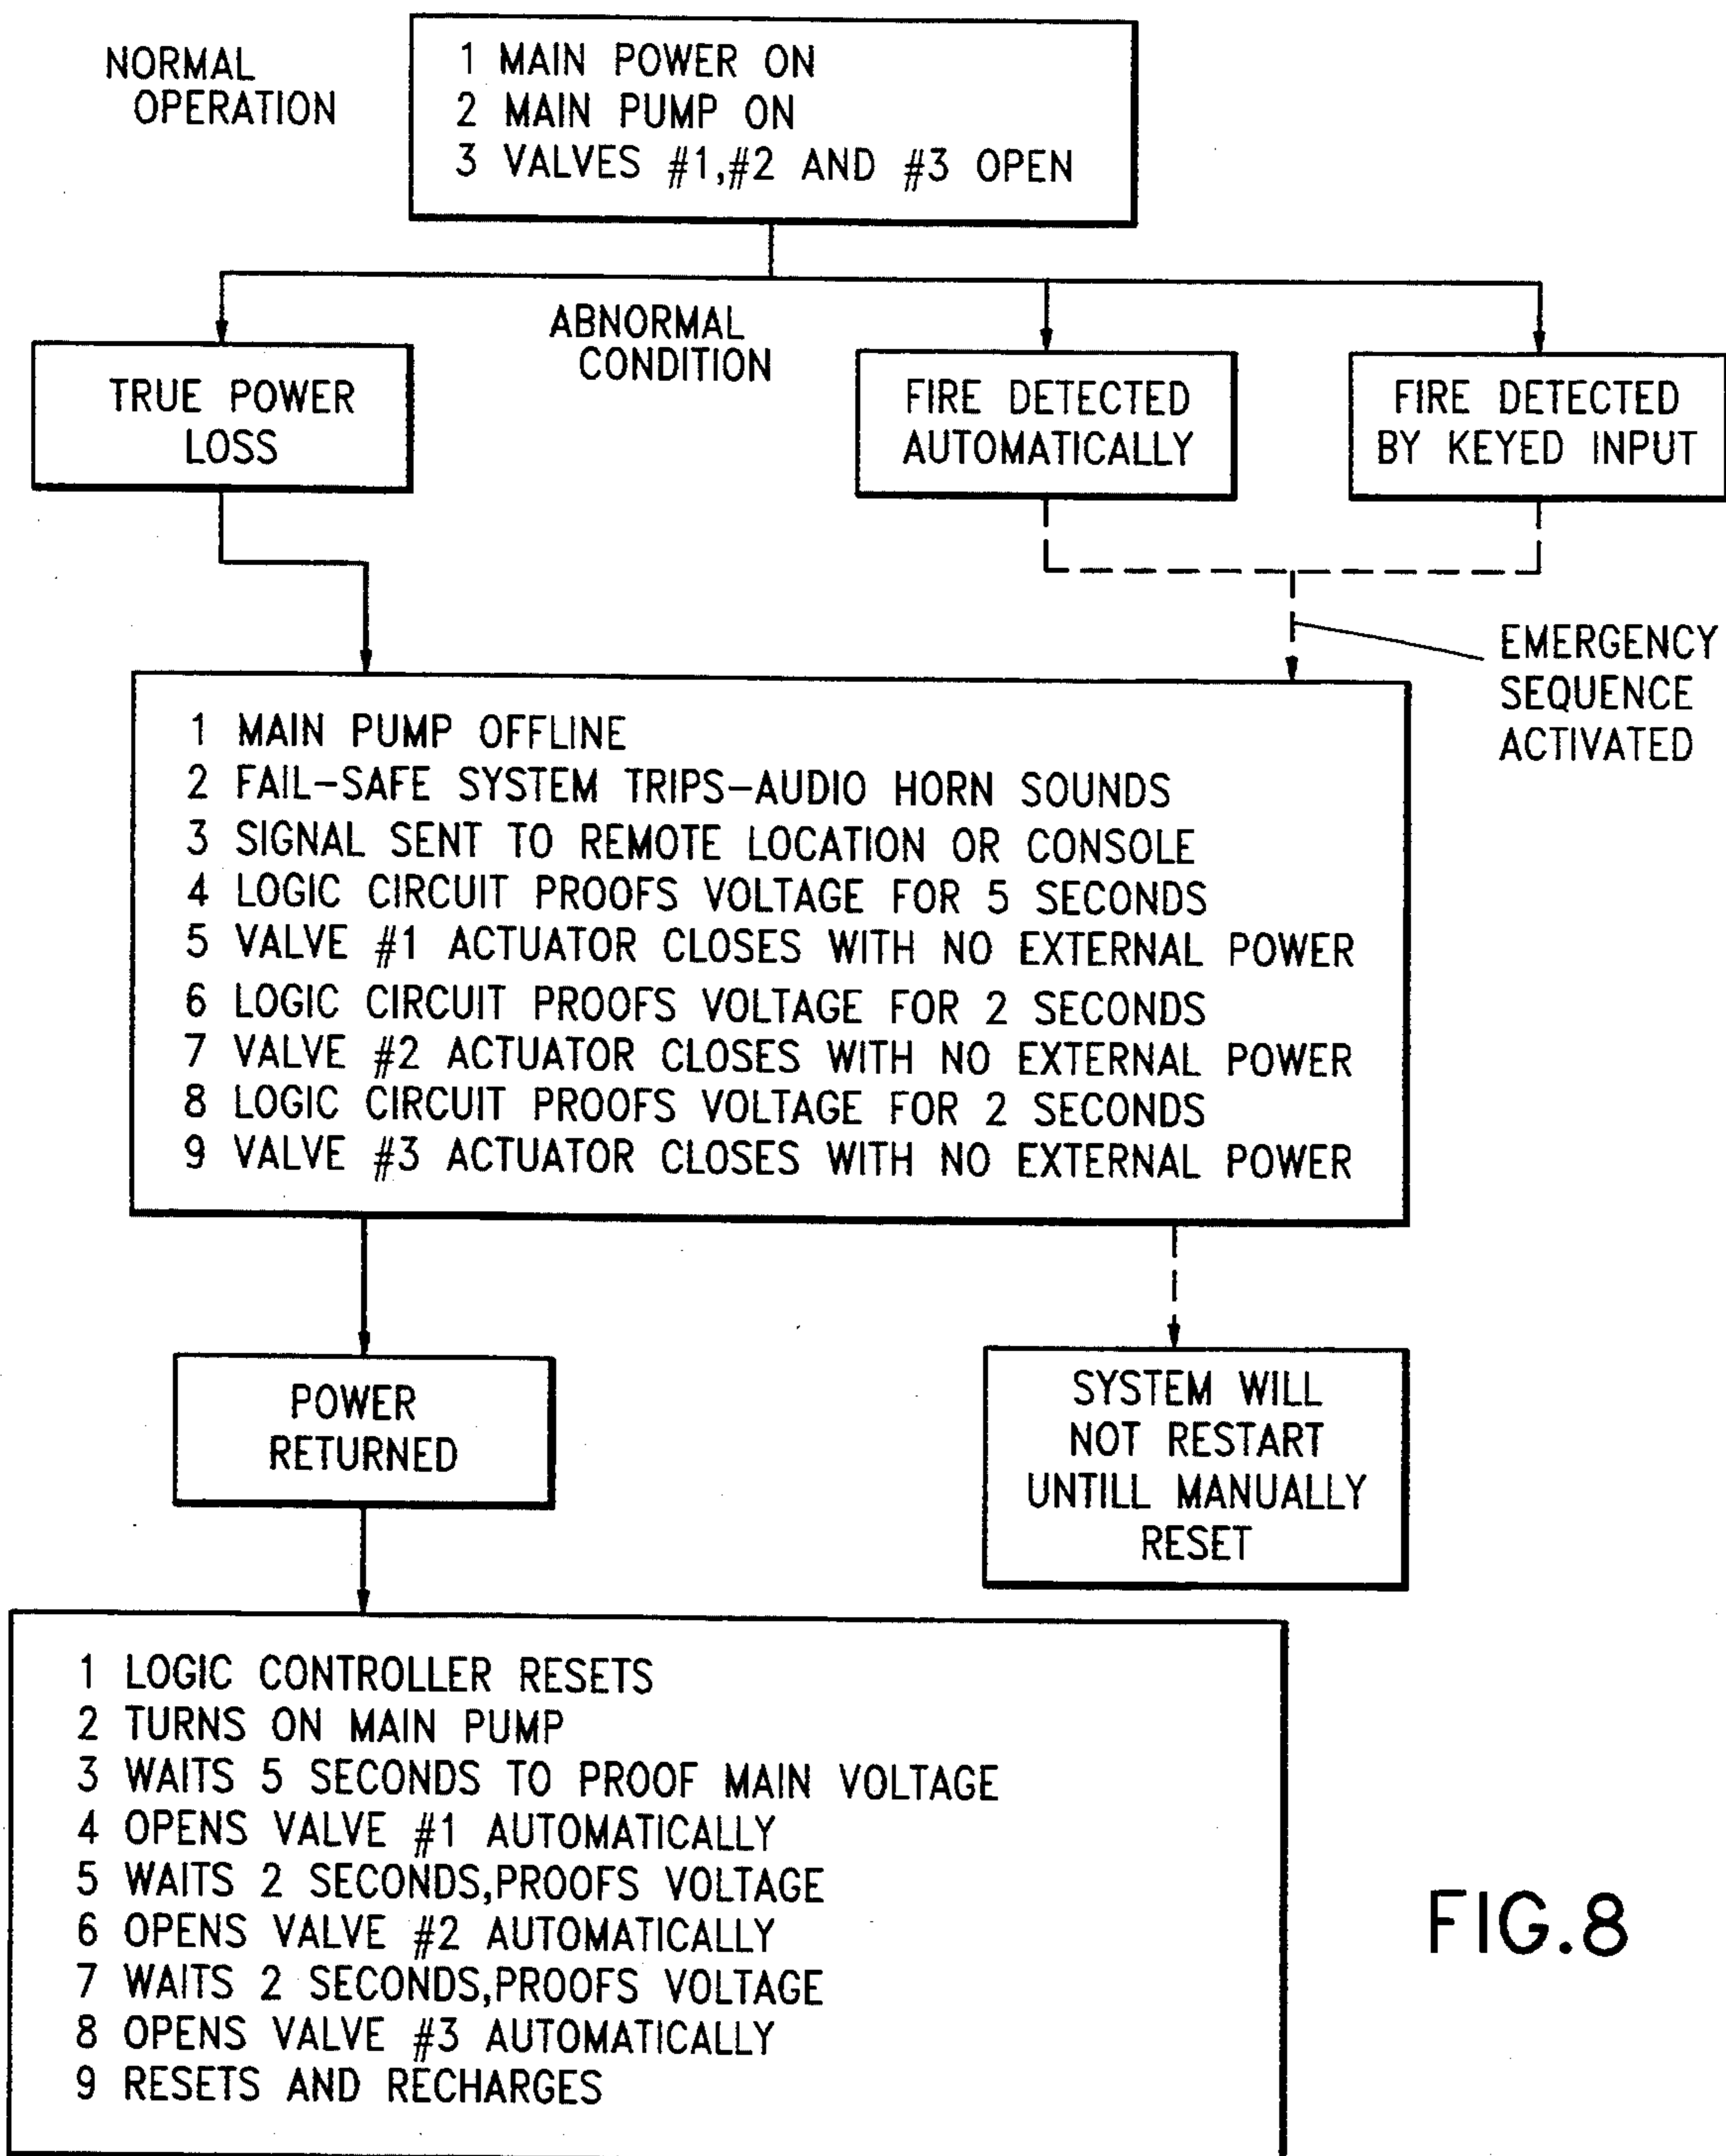 NORMAL
OPERATION
1 MAIN POWER ON
2 MAIN PUMP ON
3 VALVES #1,#2 AND #3 OPEN
ABNORMAL
CONDITION
TRUE POWER
LOSS
FIRE DETECTED
AUTOMATICALLY
FIRE DETECTED
BY KEYED INPUT
EMERGENCY
SEQUENCE
ACTIVATED
1 MAIN PUMP OFFLINE
2 FAIL-SAFE SYSTEM TRIPS-AUDIO HORN SOUNDS
3 SIGNAL SENT TO REMOTE LOCATION OR CONSOLE
4 LOGIC CIRCUIT PROOFS VOLTAGE FOR 5 SECONDS
5 VALVE #1 ACTUATOR CLOSES WITH NO EXTERNAL POWER
6 LOGIC CIRCUIT PROOFS VOLTAGE FOR 2 SECONDS
7 VALVE #2 ACTUATOR CLOSES WITH NO EXTERNAL POWER
8 LOGIC CIRCUIT PROOFS VOLTAGE FOR 2 SECONDS
9 VALVE #3 ACTUATOR CLOSES WITH NO EXTERNAL POWER
POWER
RETURNED
SYSTEM WILL
NOT RESTART
UNTILL MANUALLY
RESET
1 LOGIC CONTROLLER RESETS
2 TURNS ON MAIN PUMP
3 WAITS 5 SECONDS TO PROOF MAIN VOLTAGE
4 OPENS VALVE #1 AUTOMATICALLY
5 WAITS 2 SECONDS,PROOFS VOLTAGE
6 OPENS VALVE #2 AUTOMATICALLY
7 WAITS 2 SECONDS,PROOFS VOLTAGE
8 OPENS VALVE #3 AUTOMATICALLY
9 RESETS AND RECHARGES
FIG.8